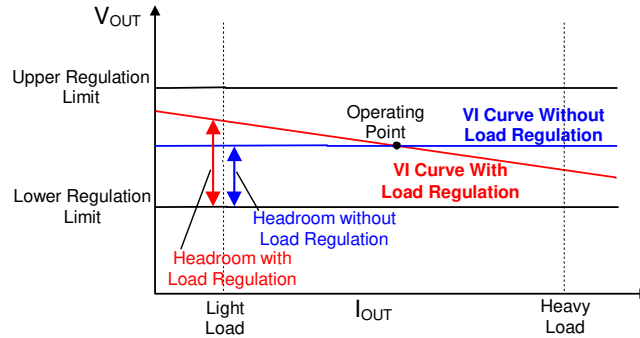 VOUT
Upper Regulation
Limit
Operating
Point
VI Curve Without
Load Regulation
VI Curve With
Load Regulation
Lower Regulation
Limit
Headroom without
Load Regulation
Headroom with
Load Regulation
Light
Load
IOUT
Heavy
Load